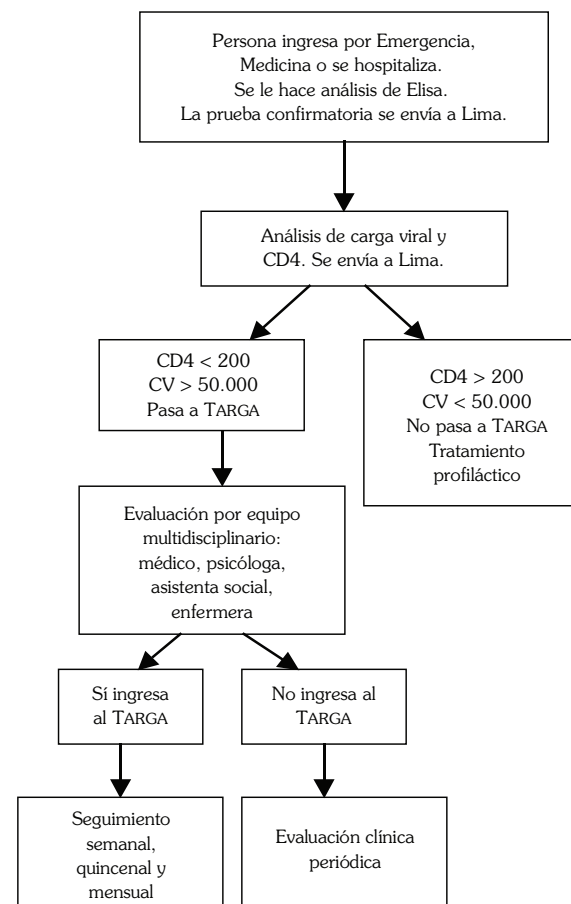 Persona ingresa por Emergencia,
Medicina o se hospitaliza.
Se le hace análisis de Elisa.
La prueba confirmatoria se envía a Lima.
Análisis de carga viral y
CD4. Se envía a Lima.
CD4 < 200
CV > 50.000
Pasa a TARGA
CD4 > 200
CV < 50.000
No pasa a TARGA
Tratamiento
profiláctico
Evaluación por equipo
multidisciplinario:
médico, psicóloga,
asistenta social,
enfermera
Sí ingresa
al TARGA
No ingresa al
TARGA
Seguimiento
semanal,
quincenal y
mensual
Evaluación clínica
periódica